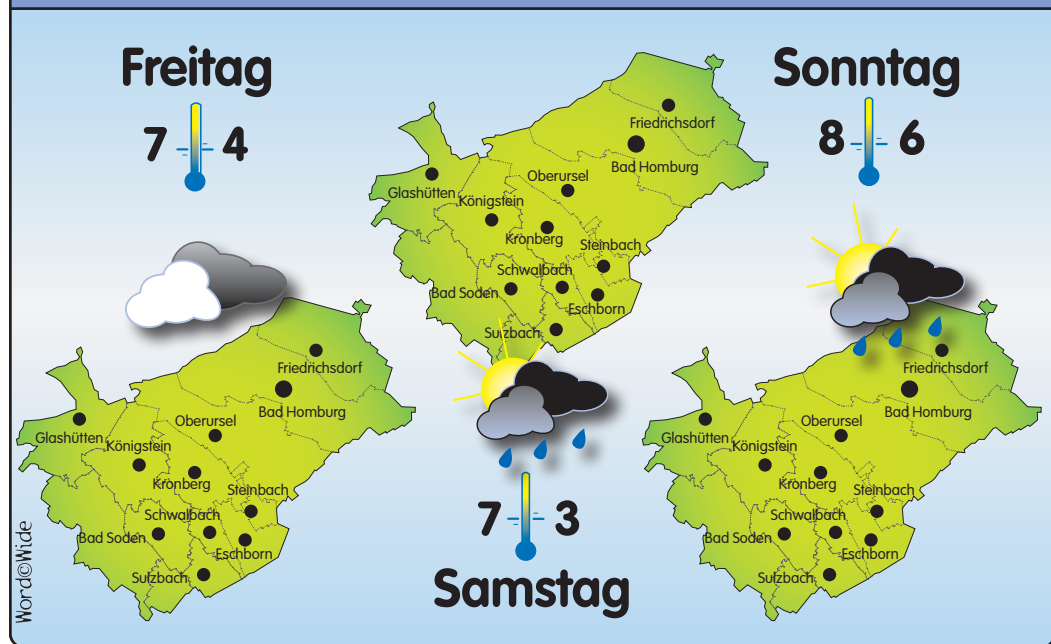 Freitag
7 4
Friedrichsdorf
Bad Homburg
Glashütten
Oberursel
Königstein
Kronberg
Steinbach
Schwalbach
Bad Soden
Eschborn
Sulzbach
Friedrichsdorf
Bad Homburg
Oberursel
Glashütten
Königstein
Kronberg
Steinbach
Schwalbach
Bad Soden
Eschborn
Sulzbach
7 3
Samstag
Sonntag
8 6
Friedrichsdorf
Bad Homburg
Oberursel
Glashütten
Königstein
Kronberg
Steinbach
Schwalbach
Bad Soden
Eschborn
Sulzbach
Word©Wide